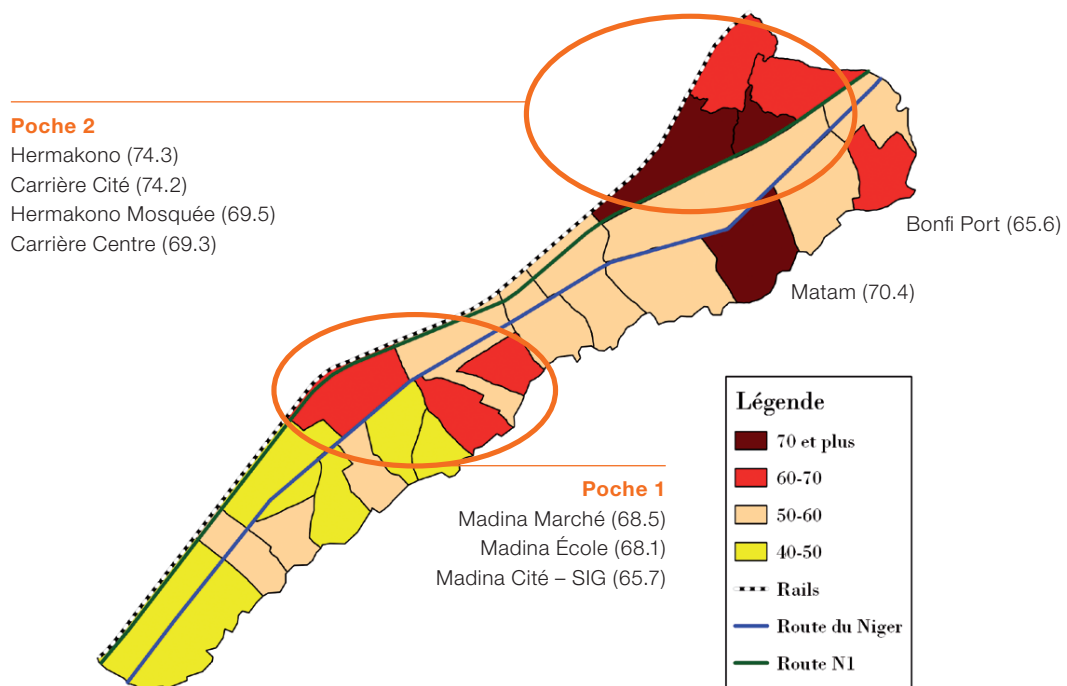 Poche 2
Hermakono (74.3)
Carrière Cité (74.2)
Hermakono Mosquée (69.5)
Carrière Centre (69.3)
Bonfi Port (65.6)
Matam (70.4)
Poche 1
Madina Marché (68.5)
Madina École (68.1)
Madina Cité – SIG (65.7)
Légende
70 et plus
60-70
50-60
40-50
Rails
Route du Niger
Route N1